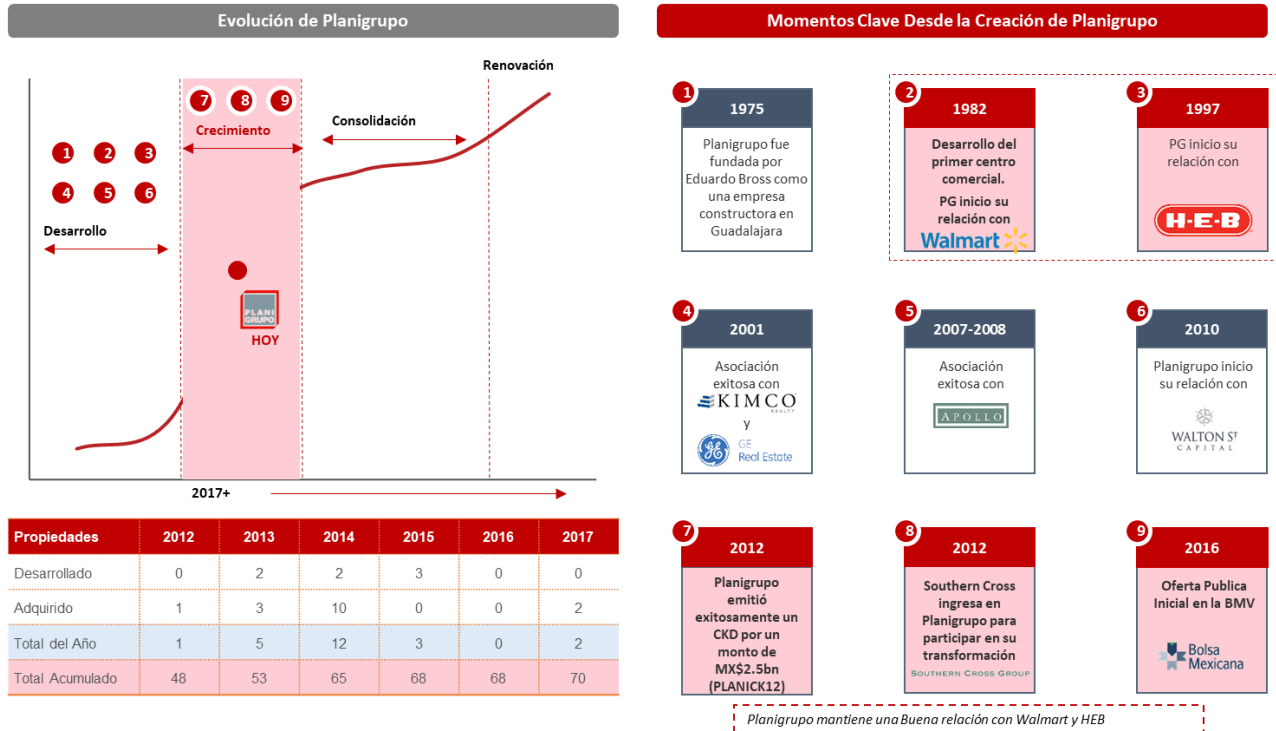 Evolución de Planigrupo
Renovación
7 8 9
Crecimiento
Consolidación
1 2 3
4 5 6
Desarrollo
PLANI
GRUPO
HOY
2017+
Propiedades 2012 2013 2014 2015 2016 2017
Desarrollado 0 2 2 3 0 0
Adquirido 1 3 10 0 0 2
Total del Año 1 5 12 3 0 2
Total Acumulado 48 53 65 68 68 70
Momentos Clave Desde la Creación de Planigrupo
1
1975
Planigrupo fue
fundada por
Eduardo Bross como
una empresa
constructora en
Guadalajara
2
1982
Desarrollo del
primer centro
comercial.
PG inicio su
relación con
Walmart
3
1997
PG inicio su
relación con
H-E-B
4
2001
Asociación
exitosa con
KIMCO
REALTY
y
GE
GE
Real Estate
5
2007-2008
Asociación
exitosa con
APOLLO
6
2010
Planigrupo inicio
su relación con
WALTON ST
CAPITAL
7
2012
Planigrupo
emitió
exitosamente un
CKD por un
monto de
MX$2.5bn
(PLANICK12)
8
2012
Southern Cross
ingresa en
Planigrupo para
participar en su
transformación
SOUTHERN CROSS GROUP
9
2016
Oferta Publica
Inicial en la BMV
Bolsa
Mexicana
Planigrupo mantiene una Buena relación con Walmart y HEB